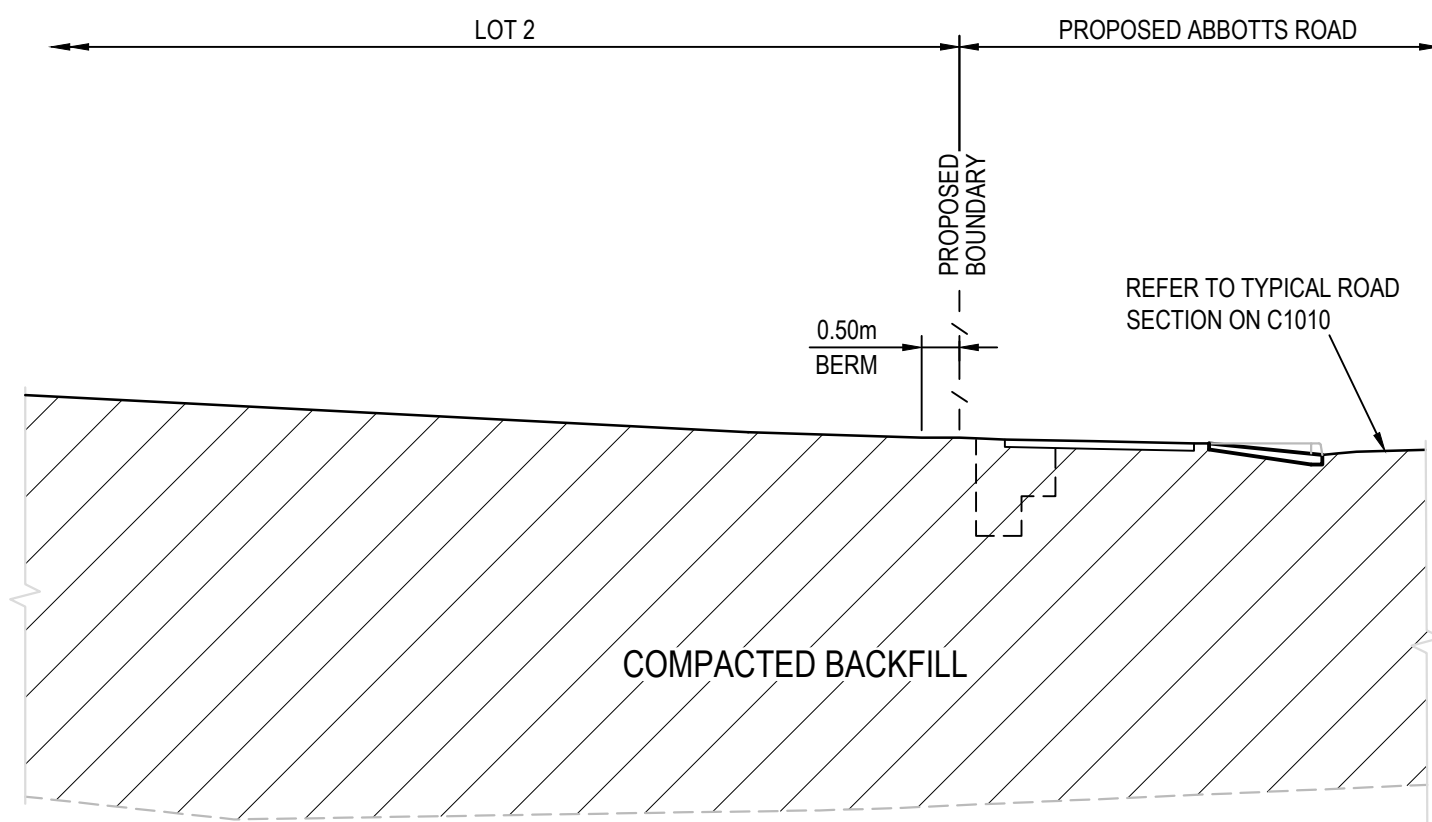 LOT 2
PROPOSED ABBOTTS ROAD
PROPOSED
BOUNDARY
REFER TO TYPICAL ROAD
SECTION ON C1010
0.50m
BERM
COMPACTED BACKFILL